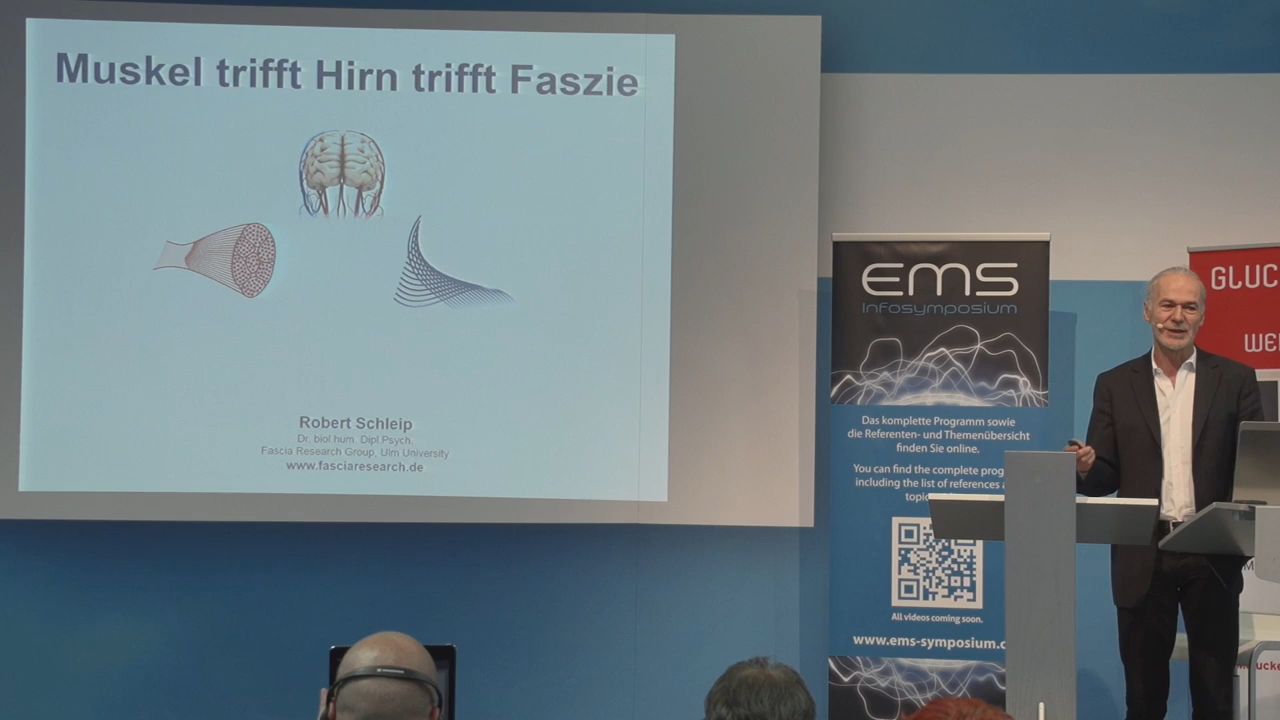 Muskel trifft Hirn trifft Faszie
Robert Schleip
Dr. biol.hum. Dipl.Psych.
Fascia Research Group, Ulm University
www.fasciaresearch.de
EMS
Infosymposium
Das komplette Programm sowie
die Referenten- und Themenübersicht
finden Sie online.
You can find the complete prog
including the list of references
topic
All videos coming soon.
www.ems-symposium.c
GLUC
WE